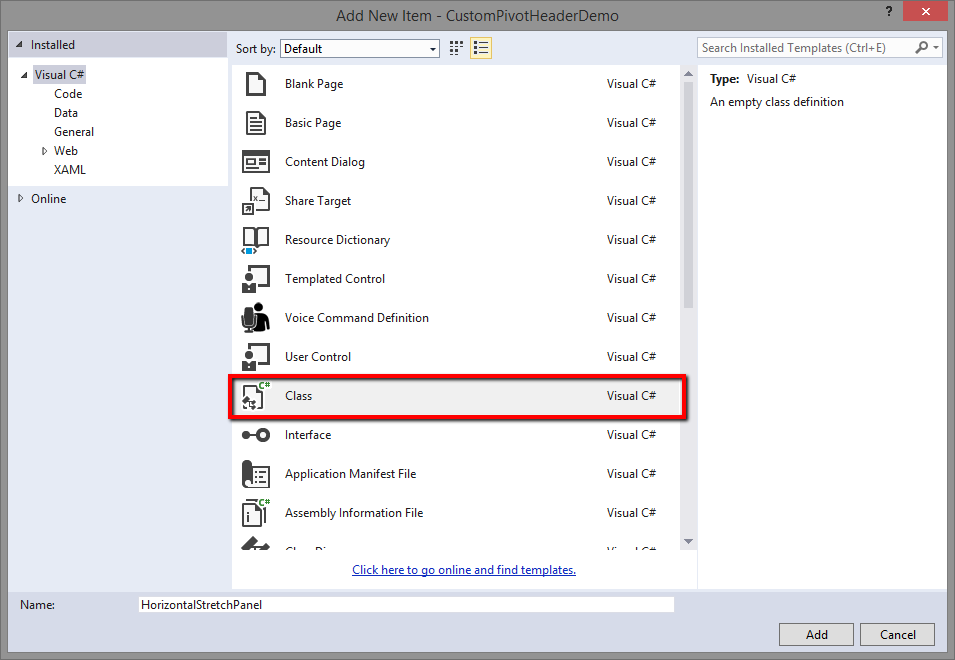 Add New Item - CustomPivotHeaderDemo
?
Installed
Sort by: Default
Search Installed Templates (Ctrl+E)
Visual C#
Code
Data
General
Web
XAML
Online
Blank Page Visual C#
Basic Page Visual C#
Content Dialog Visual C#
Share Target Visual C#
Resource Dictionary Visual C#
Templated Control Visual C#
Voice Command Definition Visual C#
User Control Visual C#
C#
Class Visual C#
Interface Visual C#
Application Manifest File Visual C#
C#
Assembly Information File Visual C#
Type: Visual C#
An empty class definition
Click here to go online and find templates.
Name: HorizontalStretchPanel
Add Cancel